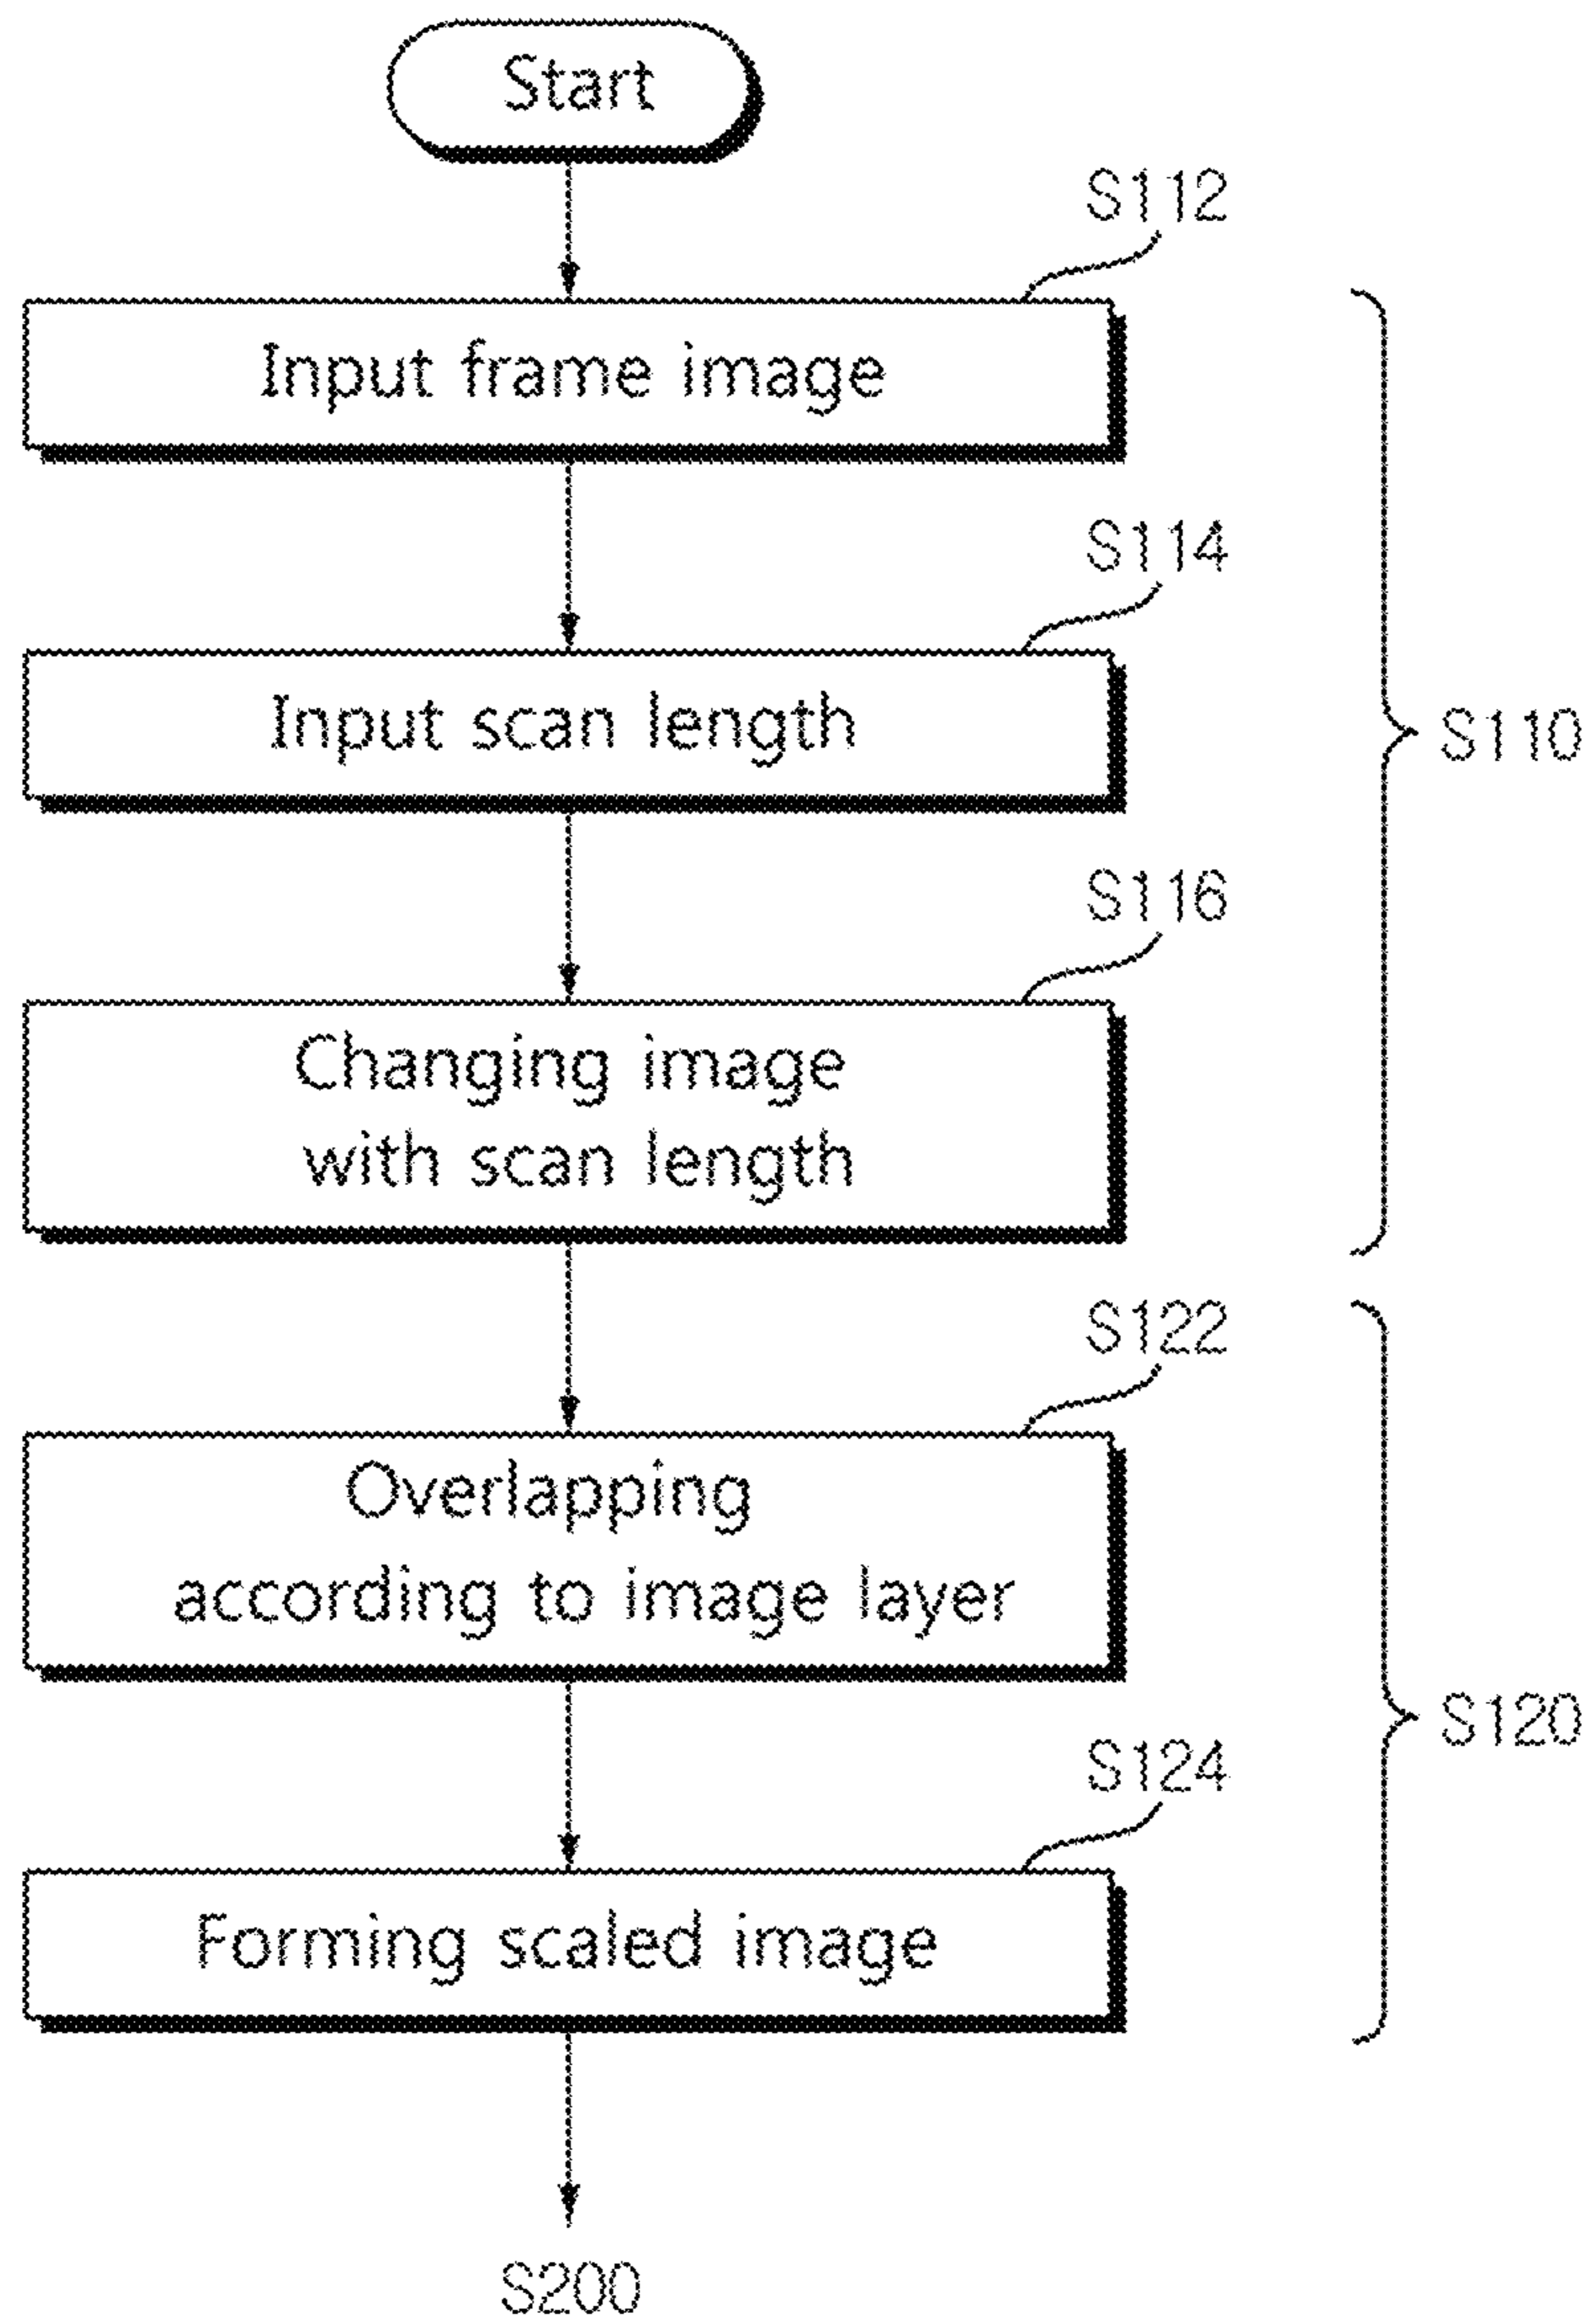 Start
S112
Input frame image
S114
Input scan length
S110
S116
Changing image
with scan length
S122
Overlapping
according to image layer
S120
S124
Forming scaled image
S200